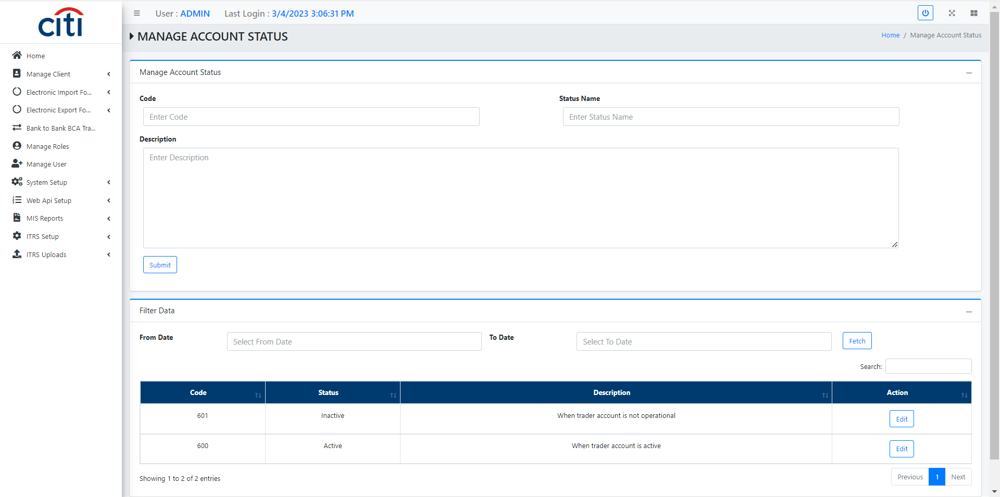 citi
User : ADMIN Last Login : 3/4/2023 3:06:31 PM
MANAGE ACCOUNT STATUS
Home / Manage Account Status
Home
Manage Client
Electronic Import Fo...
Electronic Export Fo...
Bank to Bank BCA Tra...
Manage Roles
Manage User
System Setup
Web Api Setup
MIS Reports
ITRS Setup
ITRS Uploads
Manage Account Status
Code Status Name
Enter Code Enter Status Name
Description
Enter Description
Submit
Filter Data
From Date Select From Date To Date Select To Date Fetch
Search:
Code Status Description Action
601 Inactive When trader account is not operational Edit
600 Active When trader account is active Edit
Showing 1 to 2 of 2 entries
Previous 1 Next